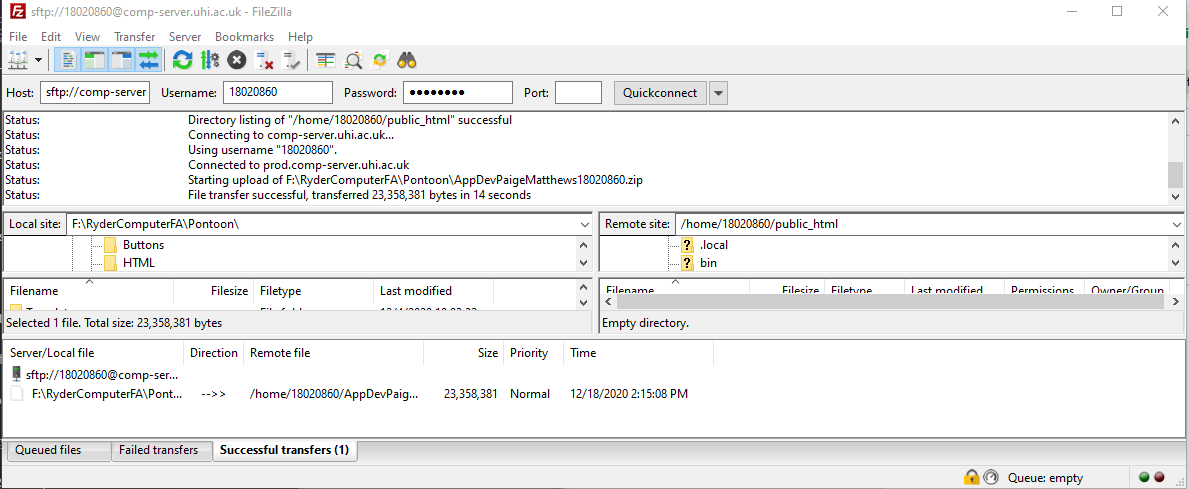 sftp://18020860@comp-server.uhi.ac.uk - FileZilla
File Edit View Transfer Server Bookmarks Help
Host: sftp://comp-server Username: 18020860 Password: ●●●●●●●● Port: Quickconnect
Status: Directory listing of "/home/18020860/public_html" successful
Status: Connecting to comp-server.uhi.ac.uk...
Status: Using username "18020860".
Status: Connected to prod.comp-server.uhi.ac.uk
Status: Starting upload of F:\RyderComputerFA\Pontoon\AppDevPaigeMatthews18020860.zip
Status: File transfer successful, transferred 23,358,381 bytes in 14 seconds
Local site: F:\RyderComputerFA\Pontoon\
Buttons
HTML
Filename Filesize Filetype Last modified
Selected 1 file. Total size: 23,358,381 bytes
Remote site: /home/18020860/public_html
? .local
? bin
Filename Filesize Filetype Last modified Permissions Owner/Group
Empty directory.
Server/Local file Direction Remote file Size Priority Time
sftp://18020860@comp-ser...
F:\RyderComputerFA\Pont... -->> /home/18020860/AppDevPaig... 23,358,381 Normal 12/18/2020 2:15:08 PM
Queued files Failed transfers Successful transfers (1)
Queue: empty